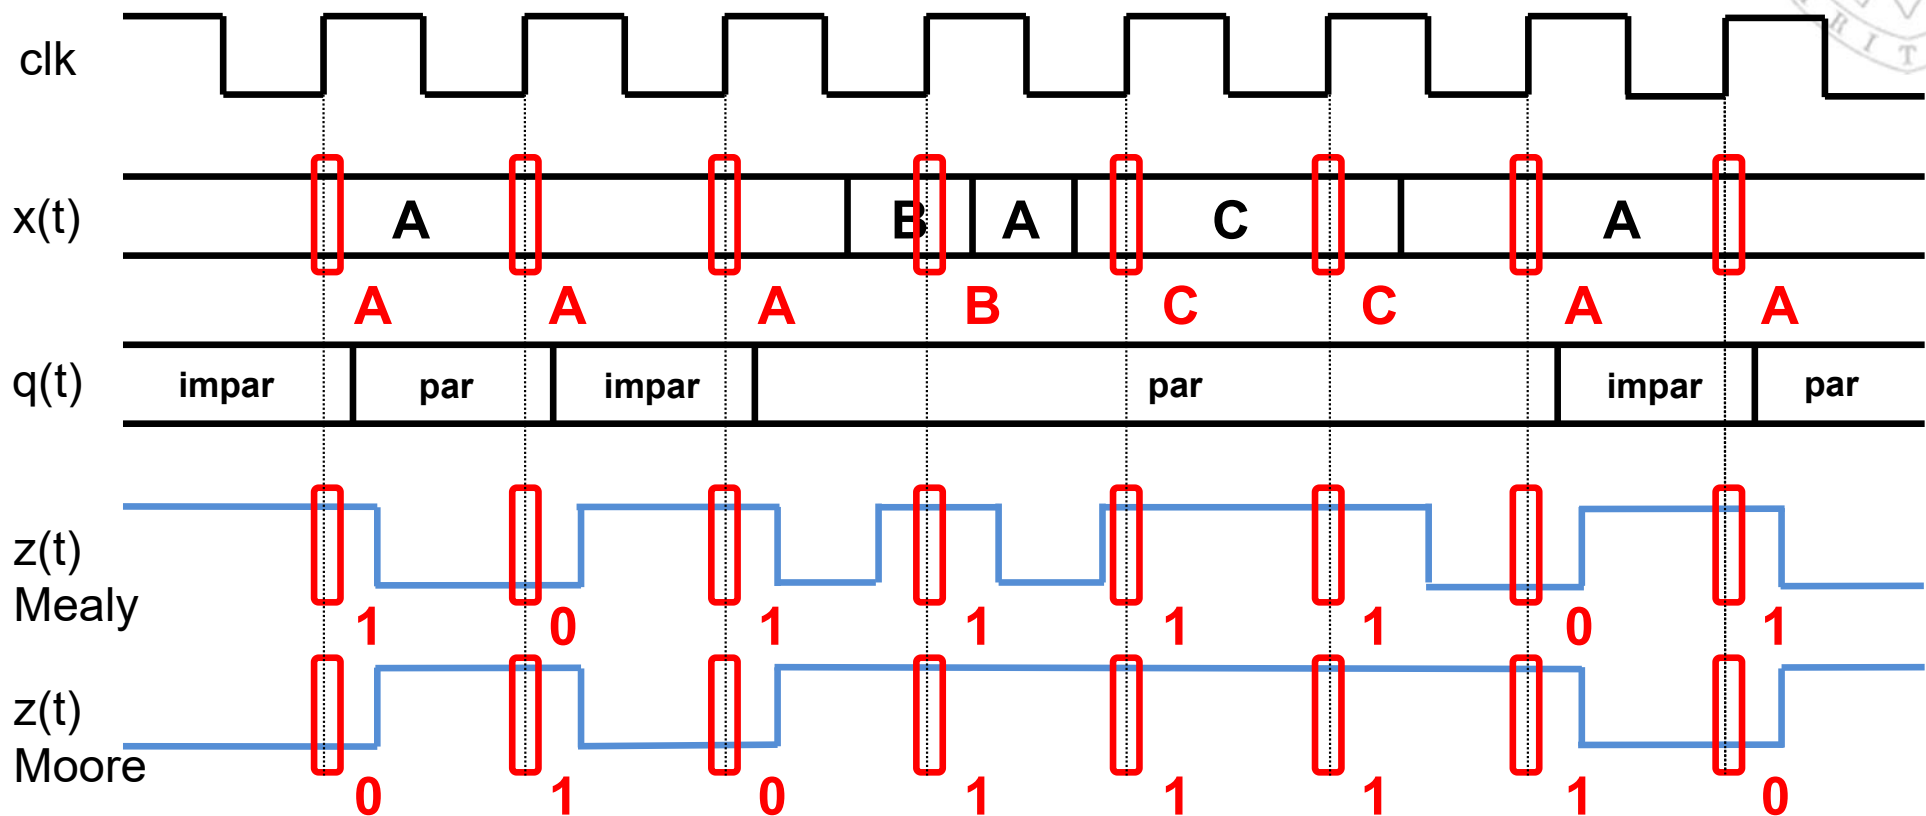 clk
x(t) A B A C A
A A A B C C A A
q(t) impar par impar par impar par
z(t)
Mealy
1 0 1 1 1 1 0 1
z(t)
Moore
0 1 0 1 1 1 1 0